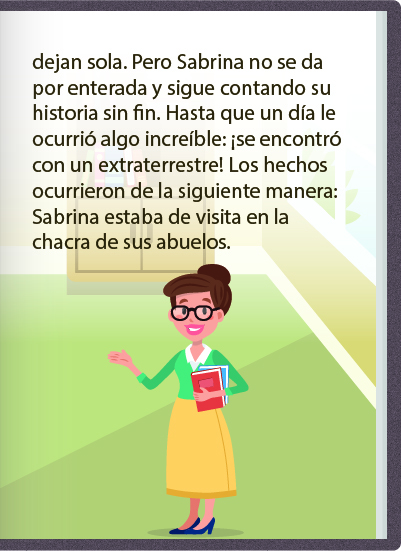 dejan sola. Pero Sabrina no se da
por enterada y sigue contando su
historia sin fin. Hasta que un día le
ocurrió algo increíble: ¡se encontró
con un extraterrestre! Los hechos
ocurrieron de la siguiente manera:
Sabrina estaba de visita en la
chacra de sus abuelos.